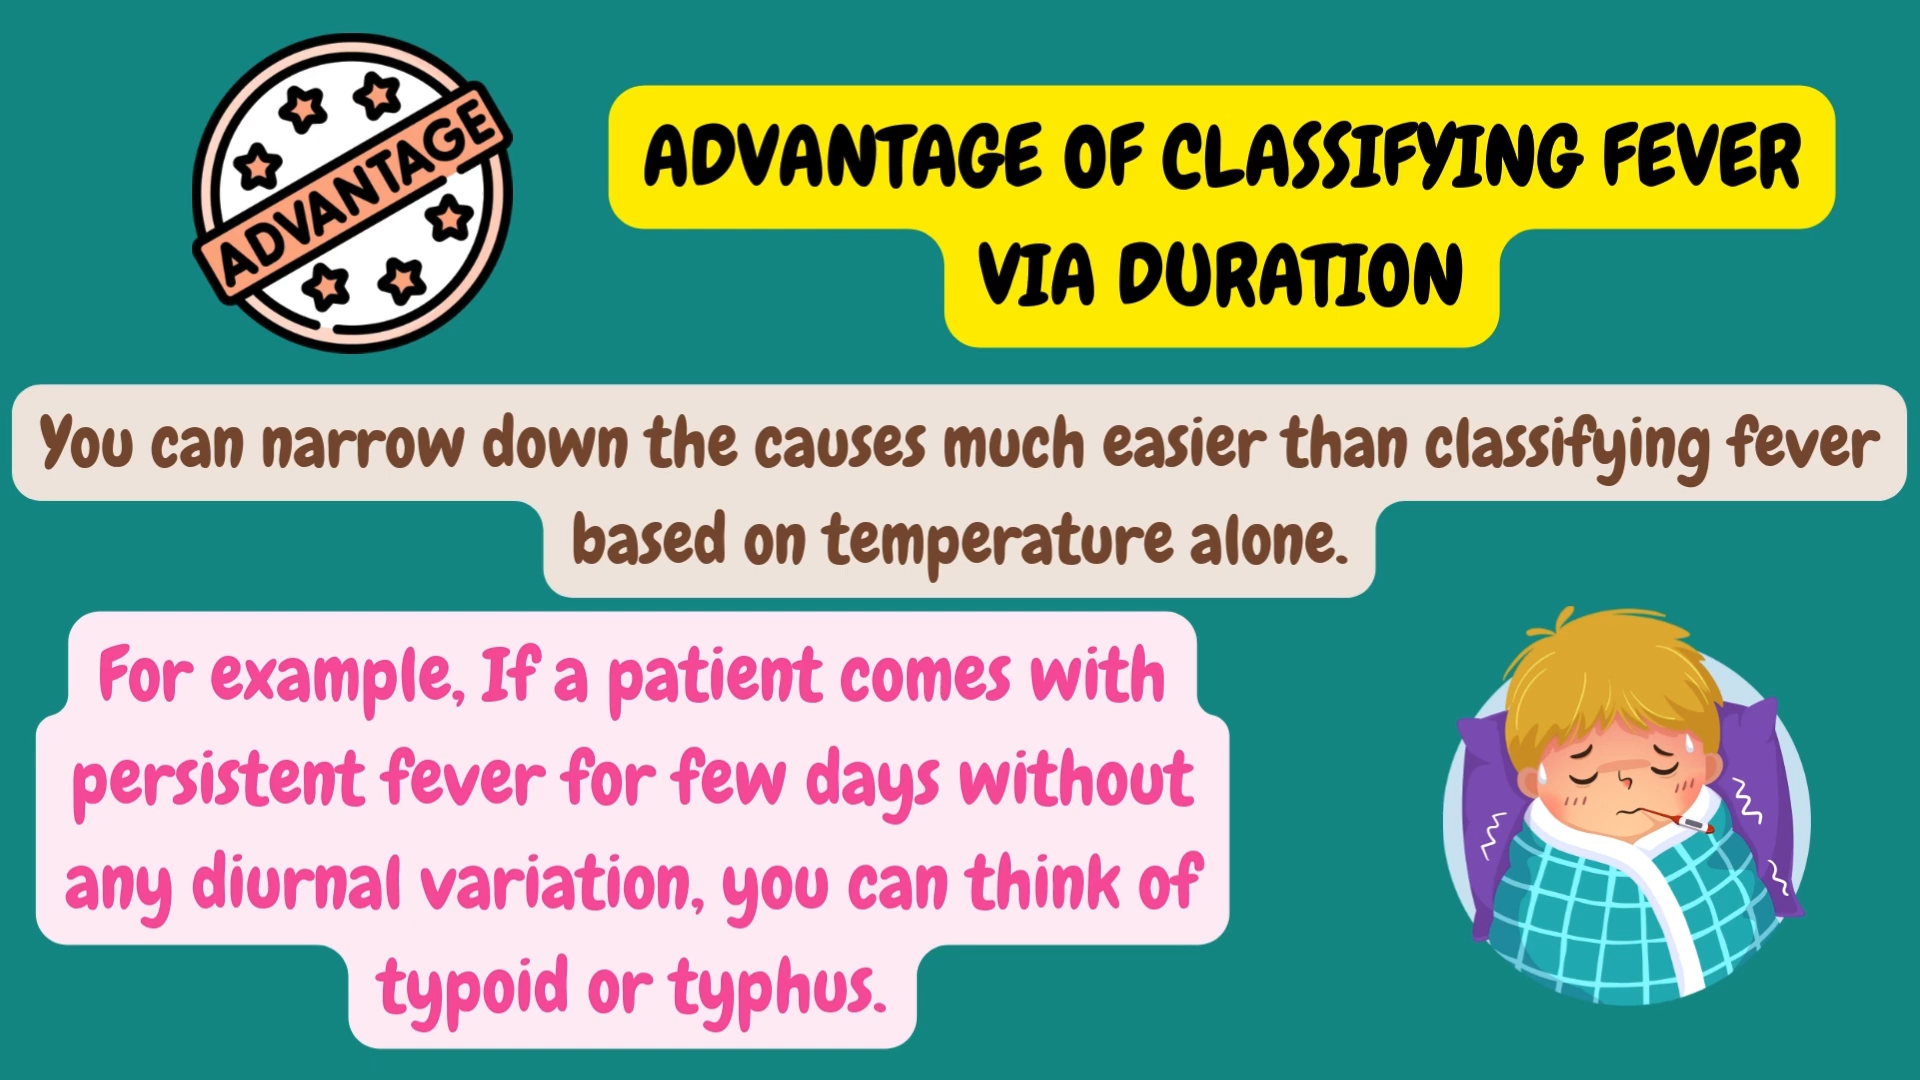 ADVANTAGE
ADVANTAGE OF CLASSIFYING FEVER
VIA DURATION
You can narrow down the causes much easier than classifying fever
based on temperature alone.
For example, If a patient comes with
persistent fever for few days without
any diurnal variation, you can think of
typoid or typhus.